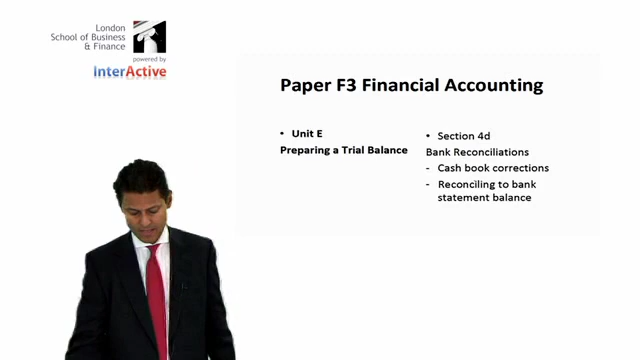 London
School of Business
& Finance
powered by
InterActive
Paper F3 Financial Accounting
• Unit E
Preparing a Trial Balance
• Section 4d
Bank Reconciliations
- Cash book corrections
- Reconciling to bank
statement balance